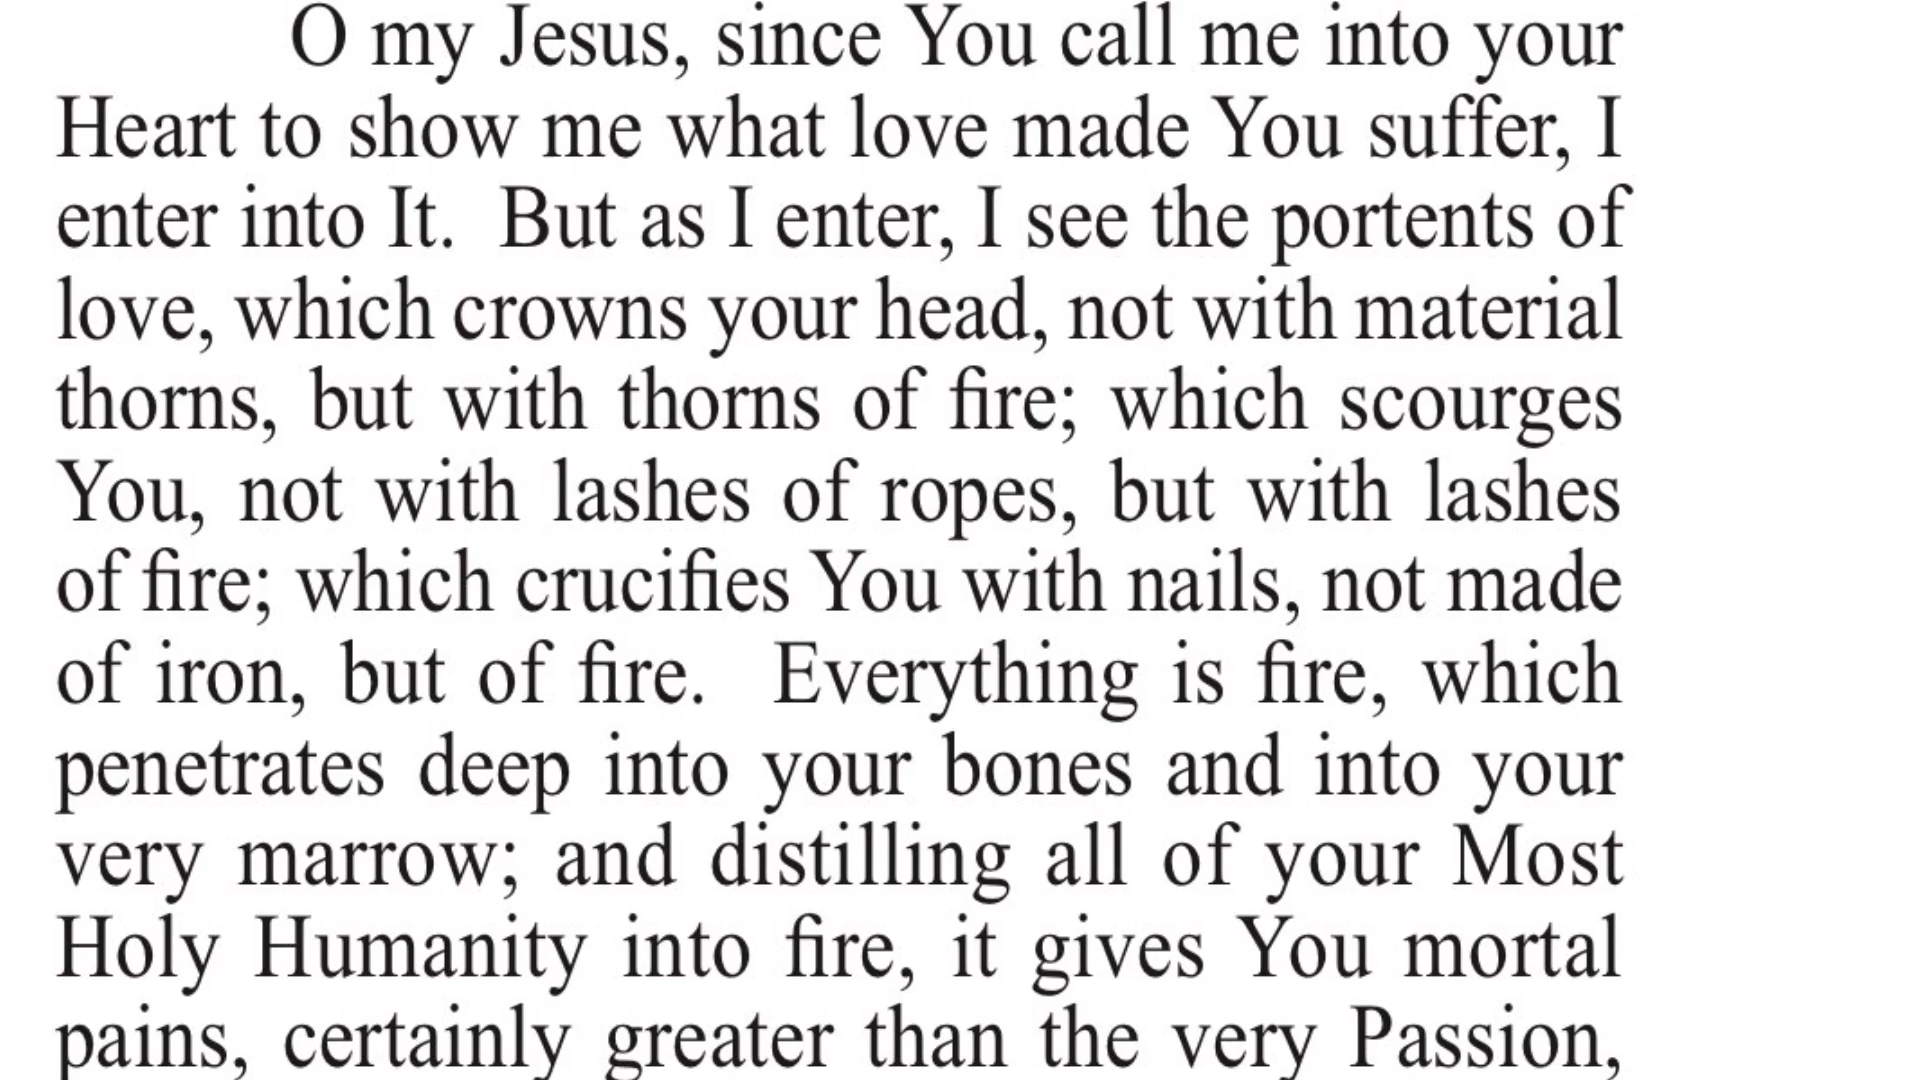 O my Jesus, since You call me into your
Heart to show me what love made You suffer, I
enter into It.  But as I enter, I see the portents of
love, which crowns your head, not with material
thorns, but with thorns of fire; which scourges
You, not with lashes of ropes, but with lashes
of fire; which crucifies You with nails, not made
of iron, but of fire.  Everything is fire, which
penetrates deep into your bones and into your
very marrow; and distilling all of your Most
Holy Humanity into fire, it gives You mortal
pains, certainly greater than the very Passion,